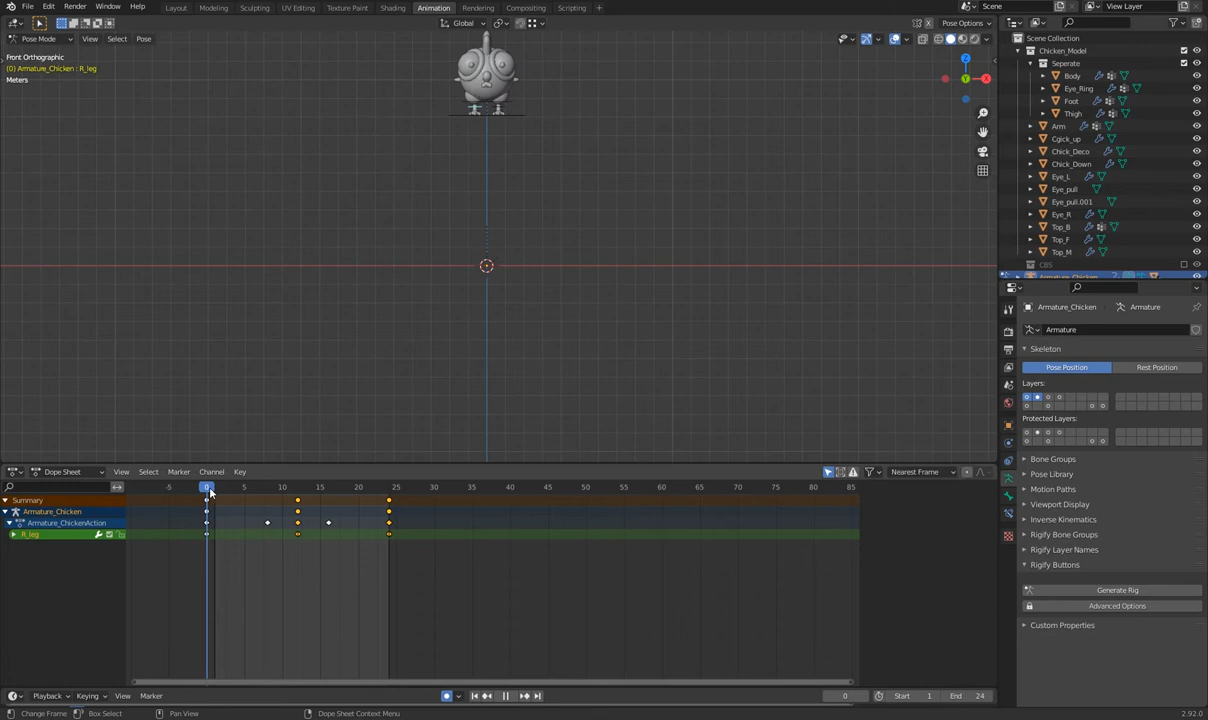 File Edit Render Window Help Layout Modeling Sculpting UV Editing Texture Paint Shading Animation Rendering Compositing Scripting + Scene View Layer
Global Pose Options
Pose Mode View Select Pose
Front Orthographic
(0) Armature_Chicken : R_leg
Meters
Z
Y
X
Scene Collection
Chicken_Model
Seperate
Body
Eye_Ring
Foot
Thigh
Arm
Cgick_up
Chick_Deco
Chick_Down
Eye_L
Eye_pull
Eye_pull.001
Eye_R
Top_B
Top_F
Top_M
CBS
Armature_Chicken
Armature_Chicken Armature
Armature
Skeleton
Pose Position Rest Position
Layers:
Protected Layers:
Bone Groups
Pose Library
Motion Paths
Viewport Display
Inverse Kinematics
Rigify Bone Groups
Rigify Layer Names
Rigify Buttons
Generate Rig
Advanced Options
Custom Properties
Dope Sheet View Select Marker Channel Key Nearest Frame
-5 0 5 10 15 20 25 30 35 40 45 50 55 60 65 70 75 80 85
Summary
Armature_Chicken
Armature_ChickenAction
R_leg
Playback Keying View Marker 0 Start 1 End 24
Change Frame Box Select Pan View Dope Sheet Context Menu 2.92.0